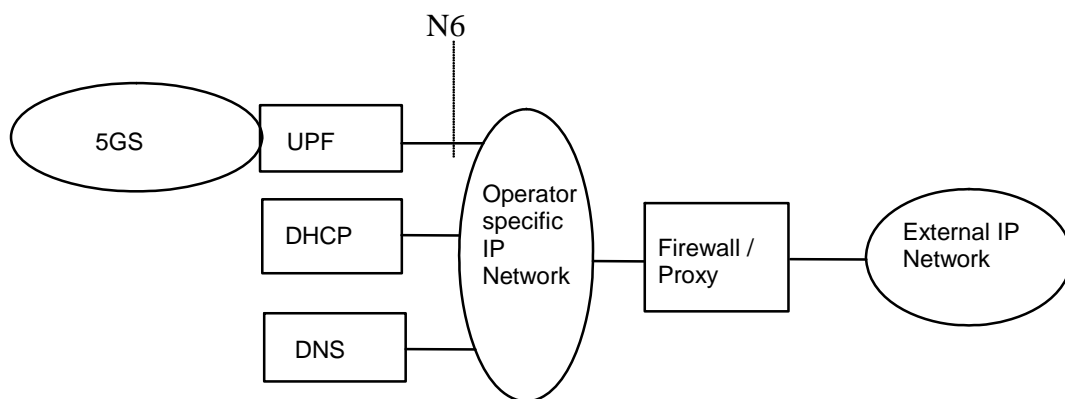 N6
5GS
UPF
DHCP
DNS
Operator
specific
IP
Network
Firewall /
Proxy
External IP
Network